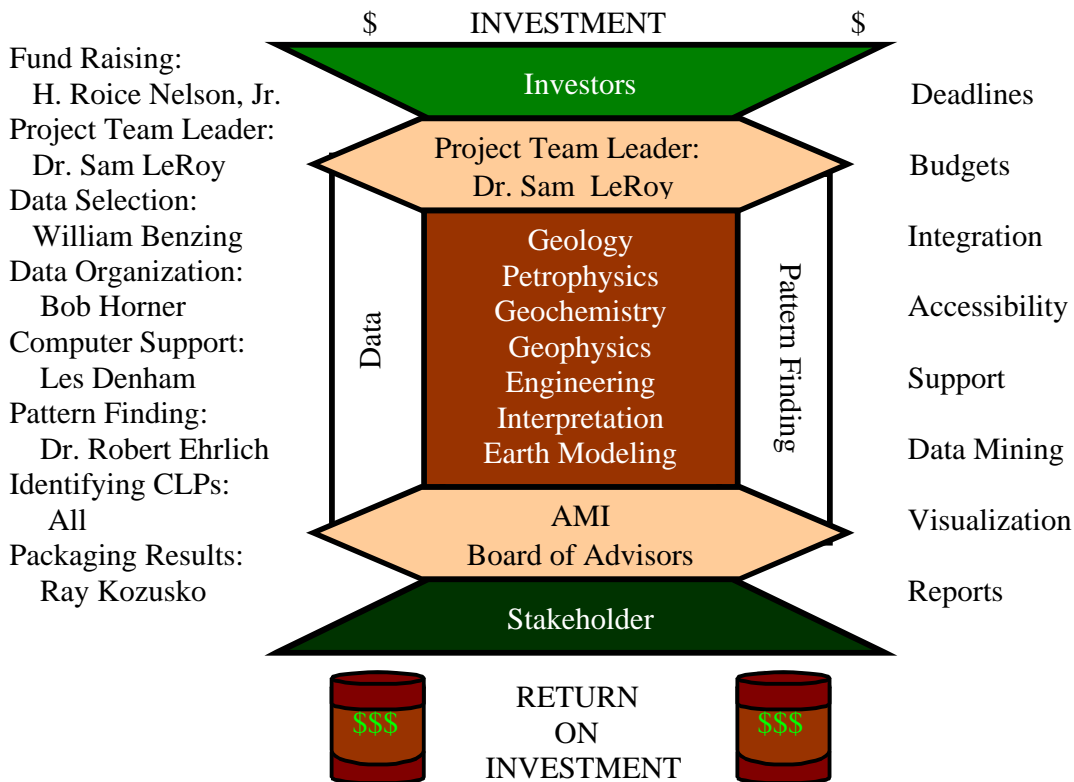 $ INVESTMENT $
Fund Raising:
H. Roice Nelson, Jr.
Project Team Leader:
Dr. Sam LeRoy
Data Selection:
William Benzing
Data Organization:
Bob Horner
Computer Support:
Les Denham
Pattern Finding:
Dr. Robert Ehrlich
Identifying CLPs:
All
Packaging Results:
Ray Kozusko
Investors
Project Team Leader:
Dr. Sam LeRoy
Data
Geology
Petrophysics
Geochemistry
Geophysics
Engineering
Interpretation
Earth Modeling
Pattern Finding
AMI
Board of Advisors
Stakeholder
Deadlines
Budgets
Integration
Accessibility
Support
Data Mining
Visualization
Reports
$$$
RETURN
ON
INVESTMENT
$$$